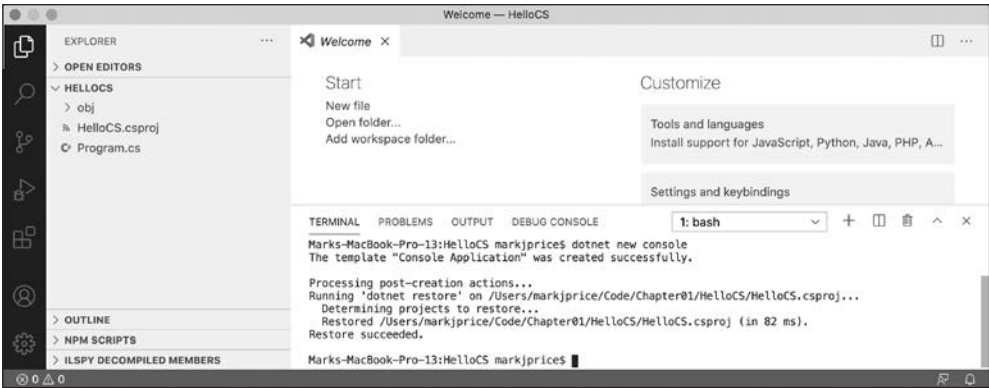 Welcome — HelloCS
EXPLORER
OPEN EDITORS
HELLOCS
obj
HelloCS.csproj
Program.cs
OUTLINE
NPM SCRIPTS
ILSPY DECOMPILED MEMBERS
Welcome
Start
New file
Open folder...
Add workspace folder...
Customize
Tools and languages
Install support for JavaScript, Python, Java, PHP, A...
Settings and keybindings
TERMINAL PROBLEMS OUTPUT DEBUG CONSOLE 1: bash
Marks-MacBook-Pro-13:HelloCS markjprice$ dotnet new console
The template "Console Application" was created successfully.
Processing post-creation actions...
Running 'dotnet restore' on /Users/markjprice/Code/Chapter01/HelloCS/HelloCS.csproj...
Determining projects to restore...
Restored /Users/markjprice/Code/Chapter01/HelloCS/HelloCS.csproj (in 82 ms).
Restore succeeded.
Marks-MacBook-Pro-13:HelloCS markjprice$
0 0